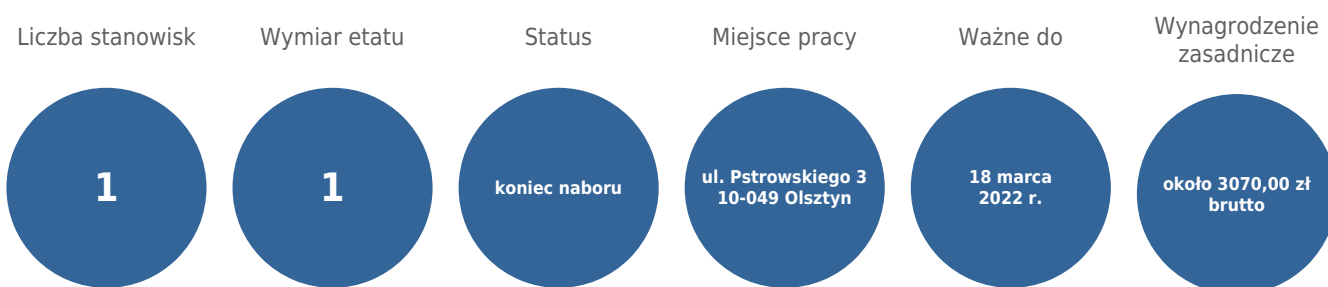 Liczba stanowisk
1
Wymiar etatu
1
Status
koniec naboru
Miejsce pracy
ul. Pstrowskiego 3
10-049 Olsztyn
Ważne do
18 marca
2022 r.
Wynagrodzenie
zasadnicze
około 3070,00 zł
brutto